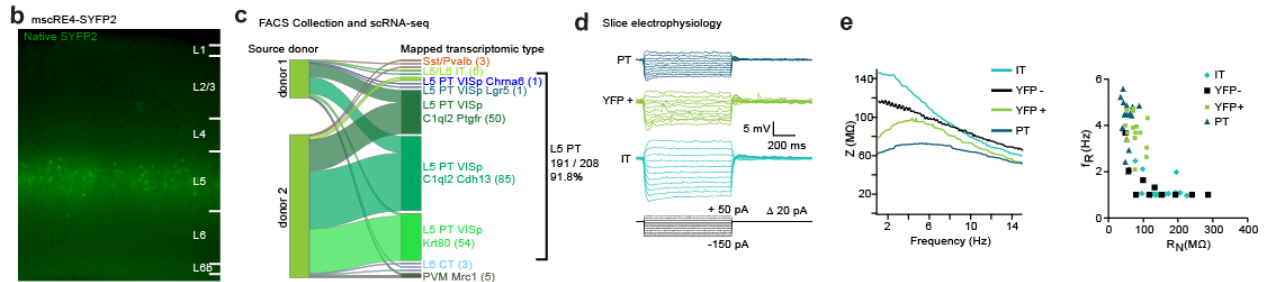 b
mscRE4-SYFP2
Native SYFP2
L1
L2/3
L4
L5
L6
L6b
c
FACS Collection and scRNA-seq
Source donor
Mapped transcriptomic type
donor 1
donor 2
Sst/Pvalb (3)
L5/L6 IT (6)
L5 PT VISp Chrna6 (1)
L5 PT VISp Lgr5 (1)
L5 PT VISp
C1ql2 Ptgfr (50)
L5 PT VISp
C1ql2 Cdh13 (85)
L5 PT VISp
Krt80 (54)
L6 CT (3)
PVM Mrc1 (5)
L5 PT
191 / 208
91.8%
d
Slice electrophysiology
PT
YFP +
IT
5 mV
200 ms
+ 50 pA
Δ 20 pA
-150 pA
e
Z (MΩ)
140
100
60
20
2
6
10
14
Frequency (Hz)
IT
YFP -
YFP +
PT
fR(Hz)
6
4
2
0
0
100
200
300
400
RN(MΩ)
IT
YFP-
YFP+
PT